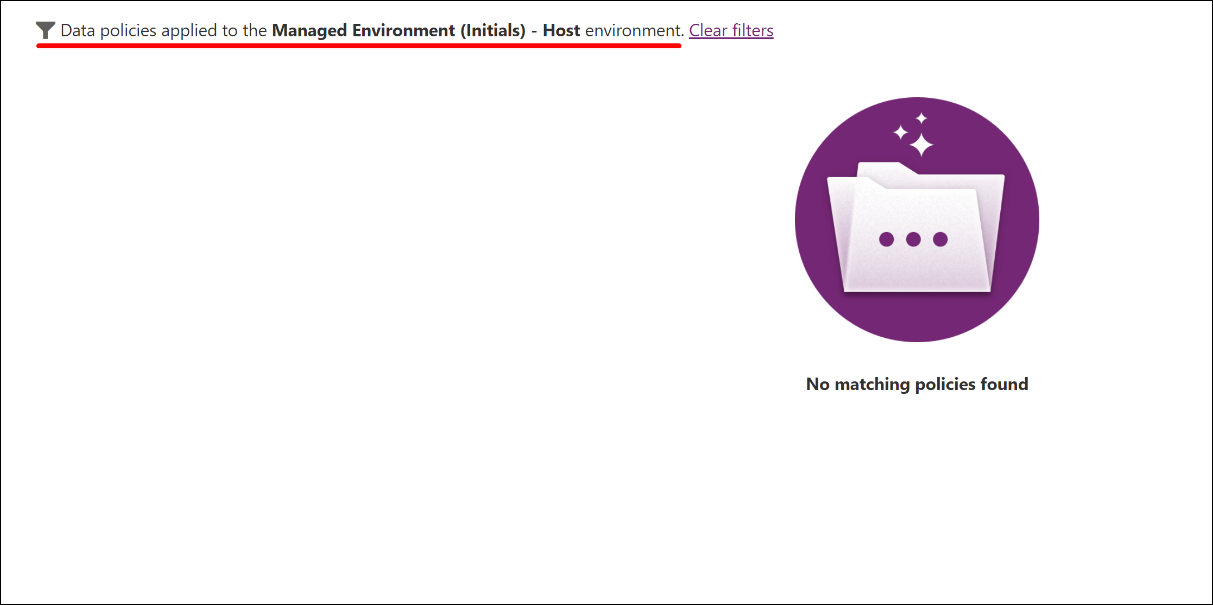 Data policies applied to the Managed Environment (Initials) - Host environment. Clear filters
No matching policies found